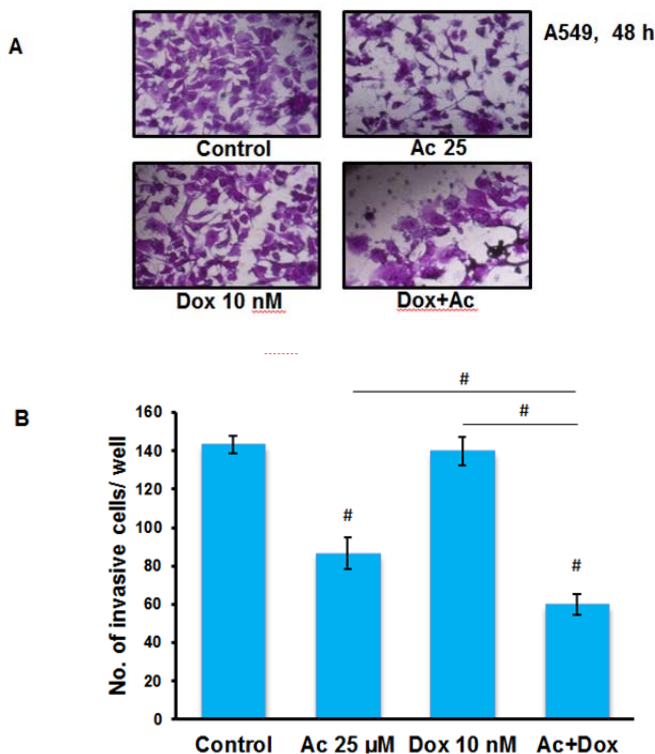 A
A549, 48 h
Control
Ac 25
Dox 10 nM
Dox+Ac
B
#
#
#
#
No. of invasive cells/ well
160
140
120
100
80
60
40
20
0
Control
Ac 25 µM
Dox 10 nM
Ac+Dox